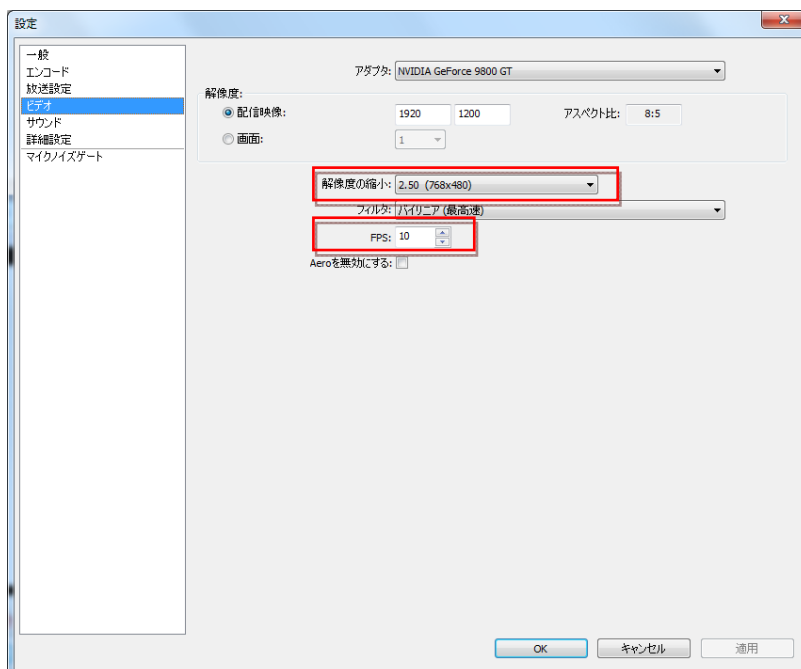 設定
一般
エンコード
放送設定
ビデオ
サウンド
詳細設定
マイクノイズゲート
アダプタ: NVIDIA GeForce 9800 GT
解像度:
配信映像: 1920 1200 アスペクト比: 8:5
画面: 1
解像度の縮小: 2.50 (768x480)
フィルタ: バイリニア (最高速)
FPS: 10
Aeroを無効にする:
OK キャンセル 適用